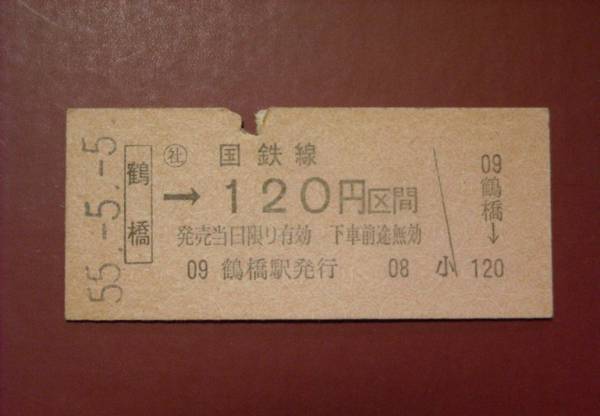 55.-5.-5.
鶴橋
㊓ 国鉄線
→120円区間
発売当日限り有効 下車前途無効
09 鶴橋駅発行 08 小 120
09
鶴橋→